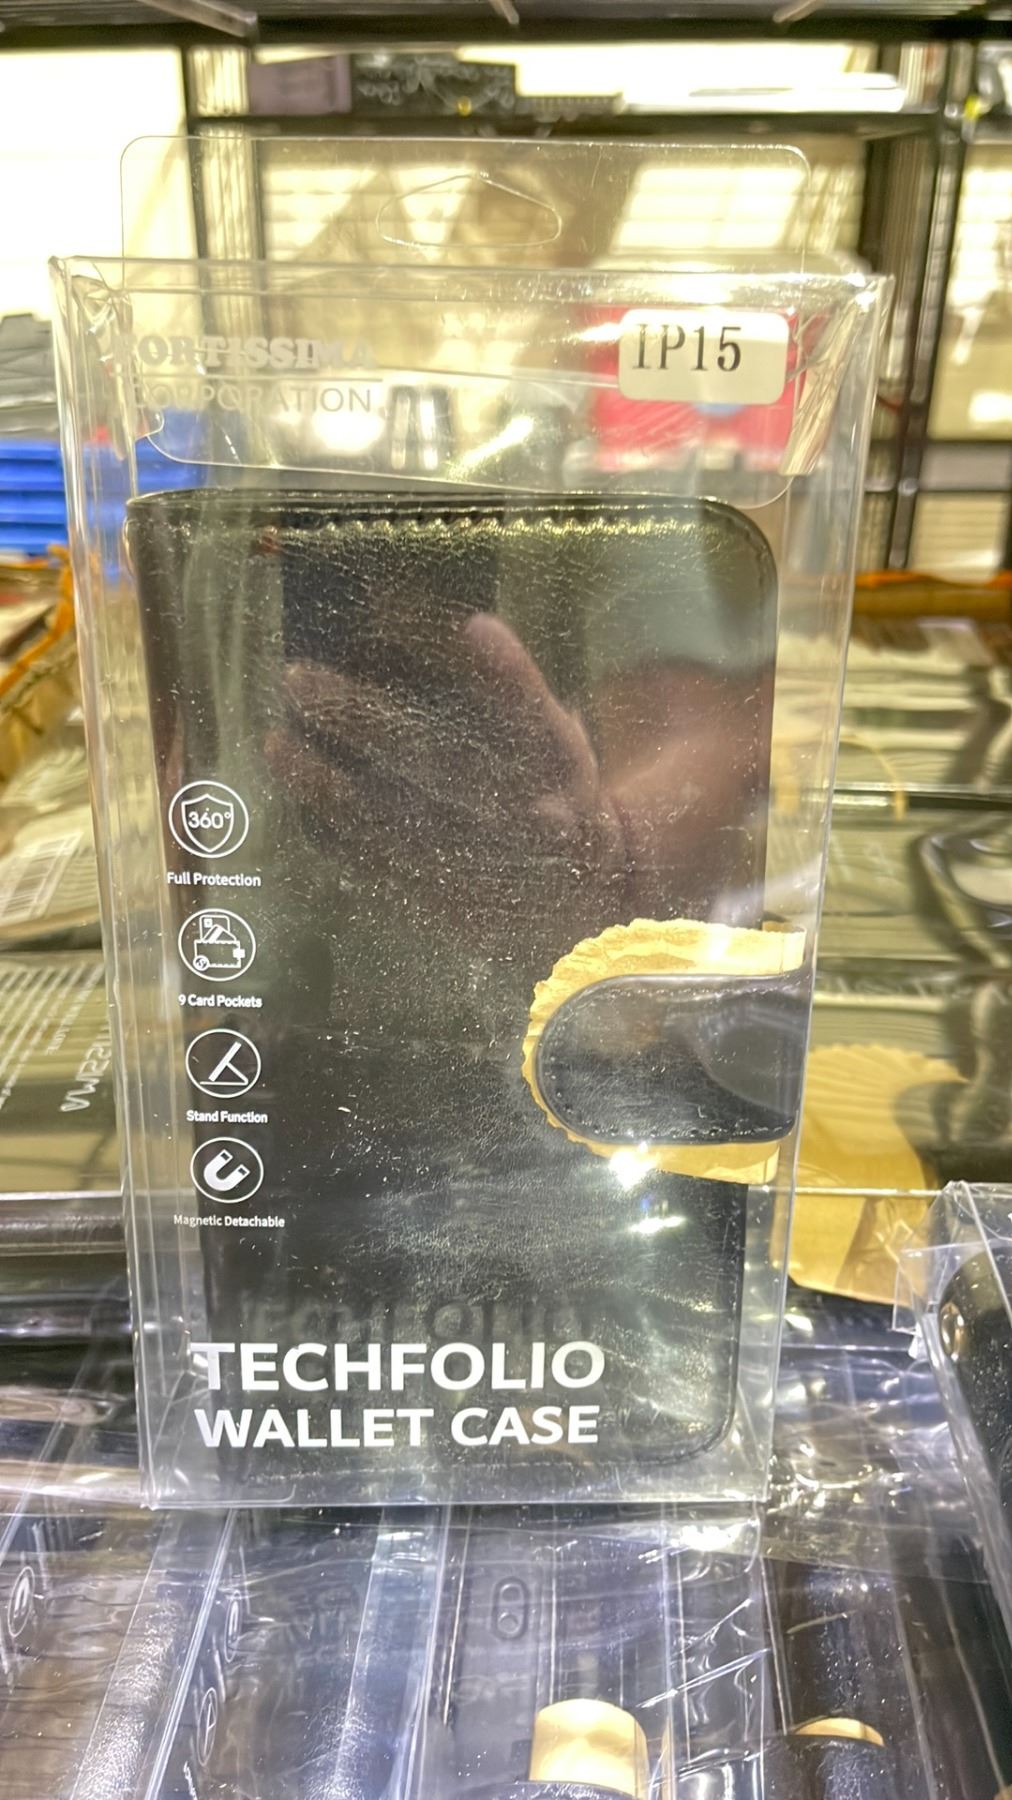 FORTISSIMA
CORPORATION
IP15
360°
Full Protection
9 Card Pockets
Stand Function
Magnetic Detachable
TECHFOLIO
WALLET CASE